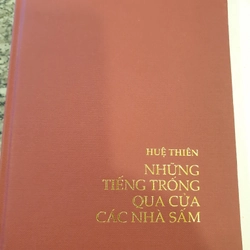 HUỆ THIÊN
NHỮNG
TIẾNG TRỐNG
QUA CỬA
CÁC NHÀ SẤM